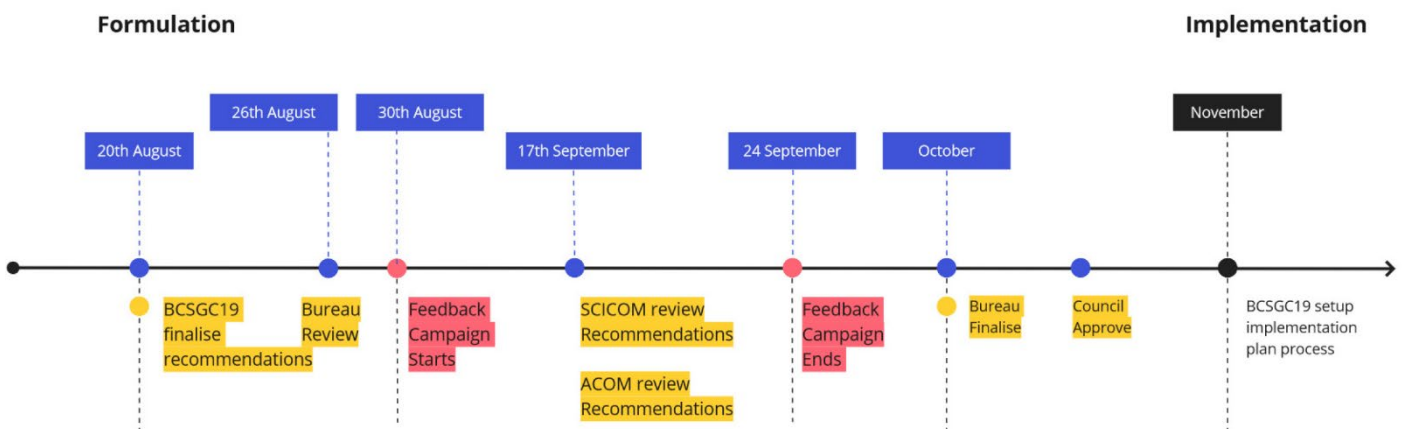 Formulation
Implementation
26th August
30th August
November
20th August
17th September
24 September
October
BCSGC19
finalise
recommendations
Bureau
Review
Feedback
Campaign
Starts
SCICOM review
Recommendations
ACOM review
Recommendations
Feedback
Campaign
Ends
Bureau
Finalise
Council
Approve
BCSGC19 setup
implementation
plan process